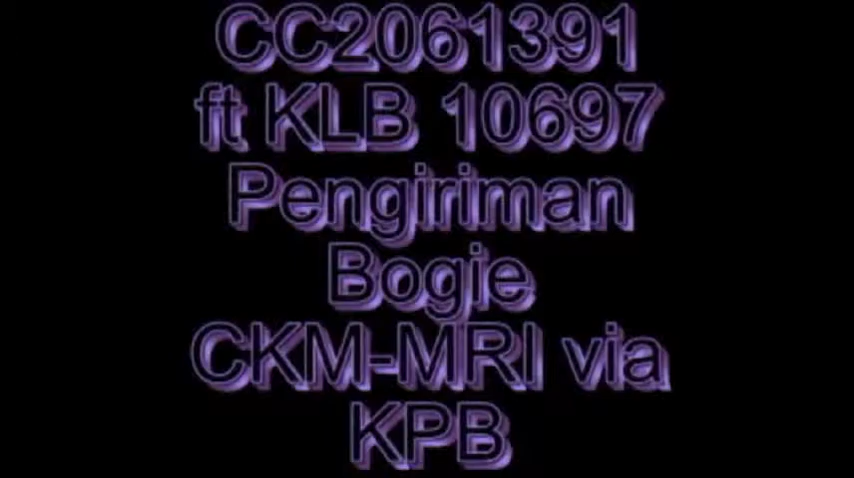 CC2061391
ft KLB 10697
Pengiriman
Bogie
CKM-MRI via
KPB